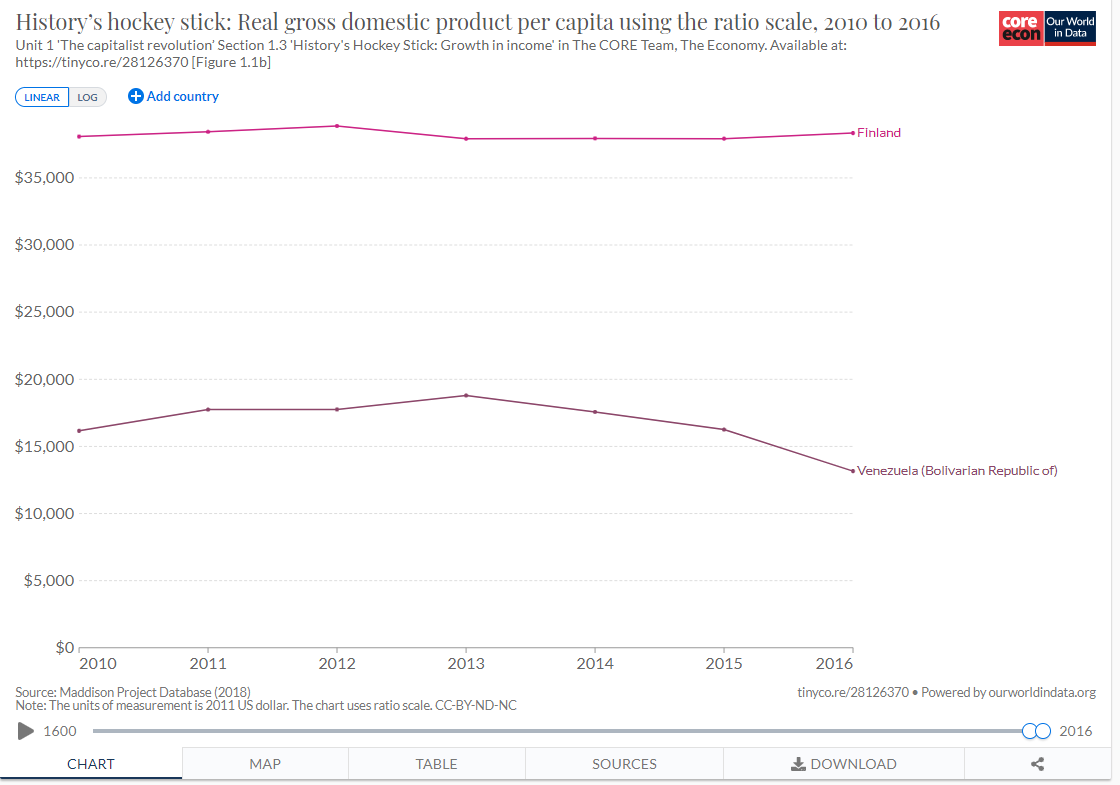 History's hockey stick: Real gross domestic product per capita using the ratio scale, 2010 to 2016
core
econ
Our World
in Data
Unit 1 'The capitalist revolution' Section 1.3 'History's Hockey Stick: Growth in income' in The CORE Team, The Economy. Available at:
https://tinyco.re/28126370 [Figure 1.1b]
LINEAR LOG Add country
Finland
$35,000
$30,000
$25,000
$20,000
$15,000
Venezuela (Bolivarian Republic of)
$10,000
$5,000
$0
2010 2011 2012 2013 2014 2015 2016
Source: Maddison Project Database (2018)
tinyco.re/28126370 • Powered by ourworldindata.org
Note: The units of measurement is 2011 US dollar. The chart uses ratio scale. CC-BY-ND-NC
1600 2016
CHART MAP TABLE SOURCES DOWNLOAD